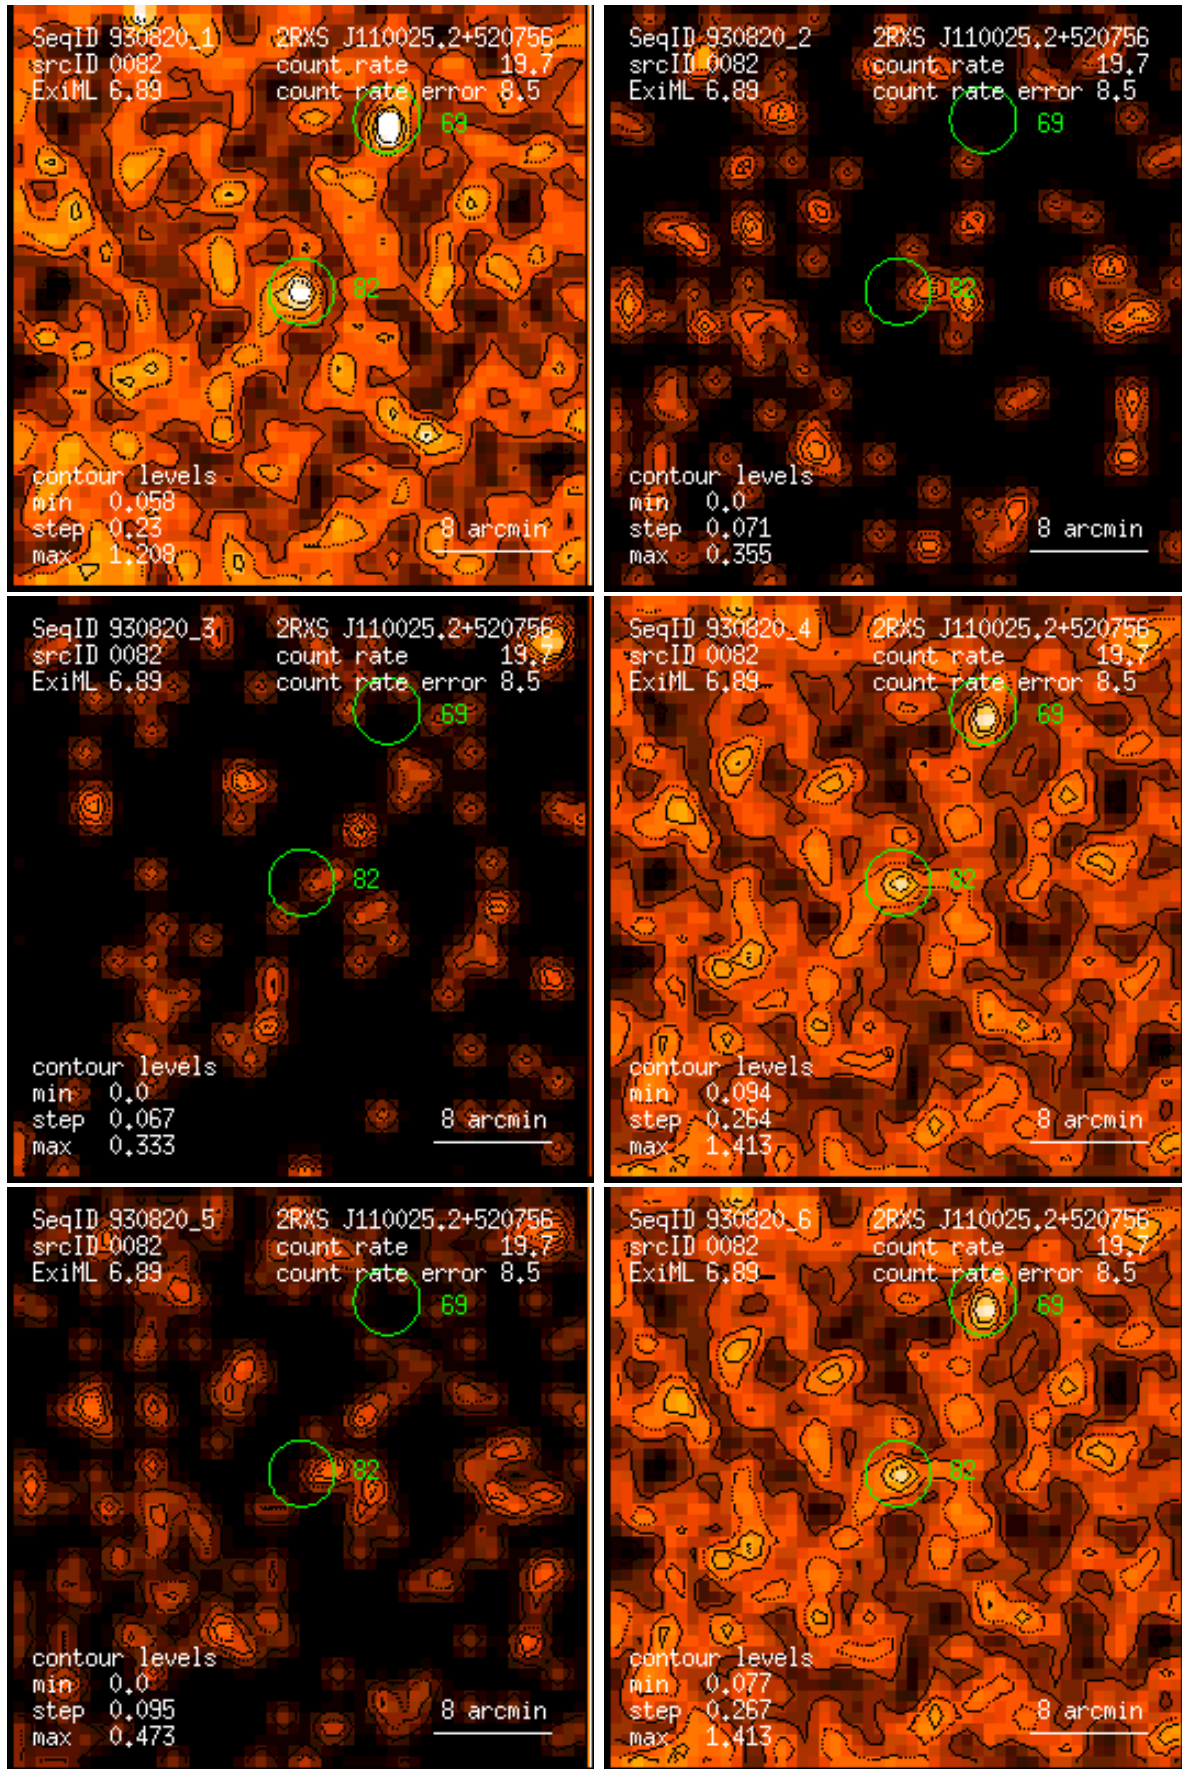 SeqID 930820_1 2RXS J110025.2+520756
srcID 0082 count rate 19.7
ExiML 6.89 count rate error 8.5
69
82
contour levels
min 0.058
step 0.23
max 1.208
8 arcmin
SeqID 930820_2 2RXS J110025.2+520756
srcID 0082 count rate 19.7
ExiML 6.89 count rate error 8.5
69
82
contour levels
min 0.0
step 0.071
max 0.355
8 arcmin
SeqID 930820_3 2RXS J110025.2+520756
srcID 0082 count rate 19.7
ExiML 6.89 count rate error 8.5
69
82
contour levels
min 0.0
step 0.067
max 0.333
8 arcmin
SeqID 930820_4 2RXS J110025.2+520756
srcID 0082 count rate 19.7
ExiML 6.89 count rate error 8.5
69
82
contour levels
min 0.094
step 0.264
max 1.413
8 arcmin
SeqID 930820_5 2RXS J110025.2+520756
srcID 0082 count rate 19.7
ExiML 6.89 count rate error 8.5
69
82
contour levels
min 0.0
step 0.095
max 0.473
8 arcmin
SeqID 930820_6 2RXS J110025.2+520756
srcID 0082 count rate 19.7
ExiML 6.89 count rate error 8.5
69
82
contour levels
min 0.077
step 0.267
max 1.413
8 arcmin